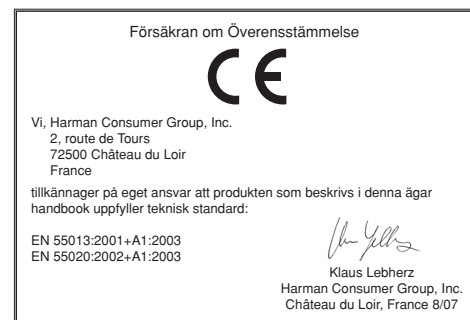 Försäkran om Överensstämmelse
CE
Vi, Harman Consumer Group, Inc.
2, route de Tours
72500 Château du Loir
France
tillkännager på eget ansvar att produkten som beskrivs i denna ägar
handbook uppfyller teknisk standard:
EN 55013:2001+A1:2003
EN 55020:2002+A1:2003
Klaus Lebherz
Harman Consumer Group, Inc.
Château du Loir, France 8/07